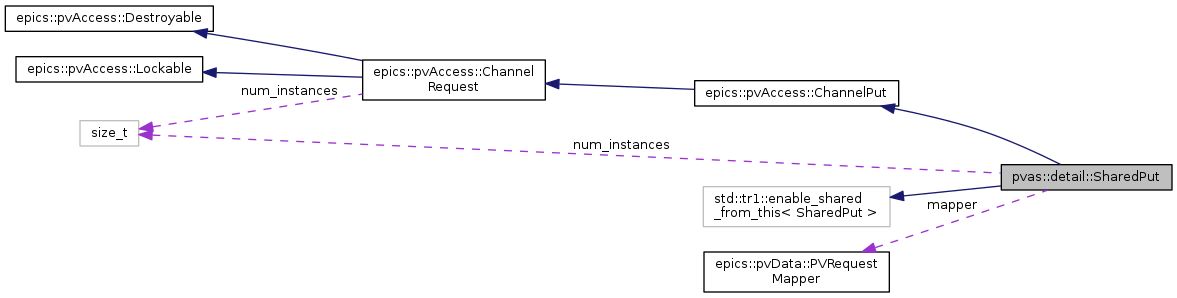 epics::pvAccess::Destroyable
epics::pvAccess::Lockable
epics::pvAccess::Channel
Request
num_instances
epics::pvAccess::ChannelPut
size_t
num_instances
pvas::detail::SharedPut
std::tr1::enable_shared
_from_this< SharedPut >
mapper
epics::pvData::PVRequest
Mapper